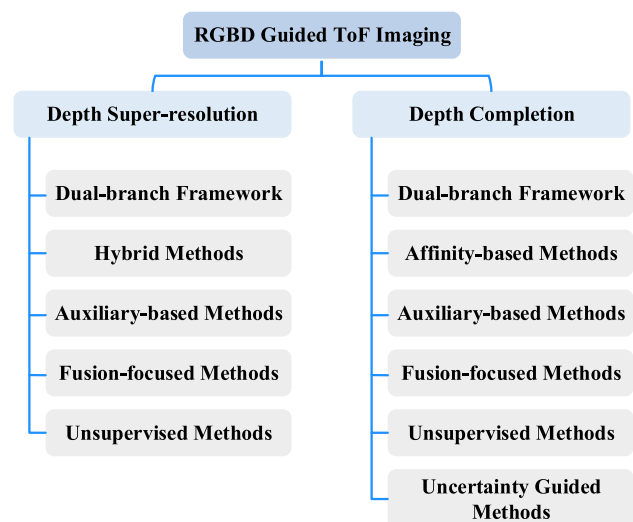 RGBD Guided ToF Imaging
Depth Super-resolution
Dual-branch Framework
Hybrid Methods
Auxiliary-based Methods
Fusion-focused Methods
Unsupervised Methods
Depth Completion
Dual-branch Framework
Affinity-based Methods
Auxiliary-based Methods
Fusion-focused Methods
Unsupervised Methods
Uncertainty Guided
Methods